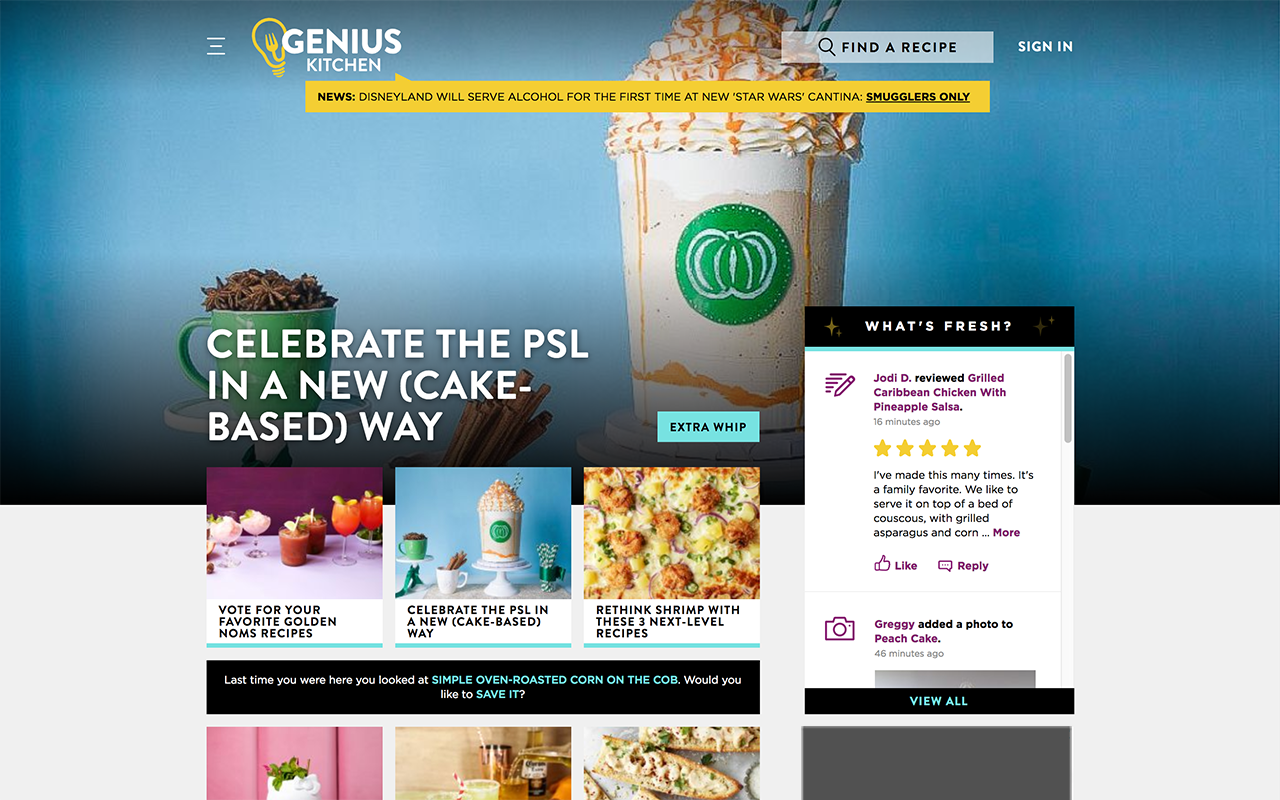 GENIUS
KITCHEN
FIND A RECIPE
SIGN IN
NEWS: DISNEYLAND WILL SERVE ALCOHOL FOR THE FIRST TIME AT NEW 'STAR WARS' CANTINA: SMUGGLERS ONLY
CELEBRATE THE PSL
IN A NEW (CAKE-
BASED) WAY
EXTRA WHIP
VOTE FOR YOUR
FAVORITE GOLDEN
NOMS RECIPES
CELEBRATE THE PSL IN
A NEW (CAKE-BASED)
WAY
RETHINK SHRIMP WITH
THESE 3 NEXT-LEVEL
RECIPES
Last time you were here you looked at SIMPLE OVEN-ROASTED CORN ON THE COB. Would you
like to SAVE IT?
WHAT'S FRESH?
Jodi D. reviewed Grilled
Caribbean Chicken With
Pineapple Salsa.
16 minutes ago
I've made this many times. It's
a family favorite. We like to
serve it on top of a bed of
couscous, with grilled
asparagus and corn ... More
Like
Reply
Greggy added a photo to
Peach Cake.
46 minutes ago
VIEW ALL